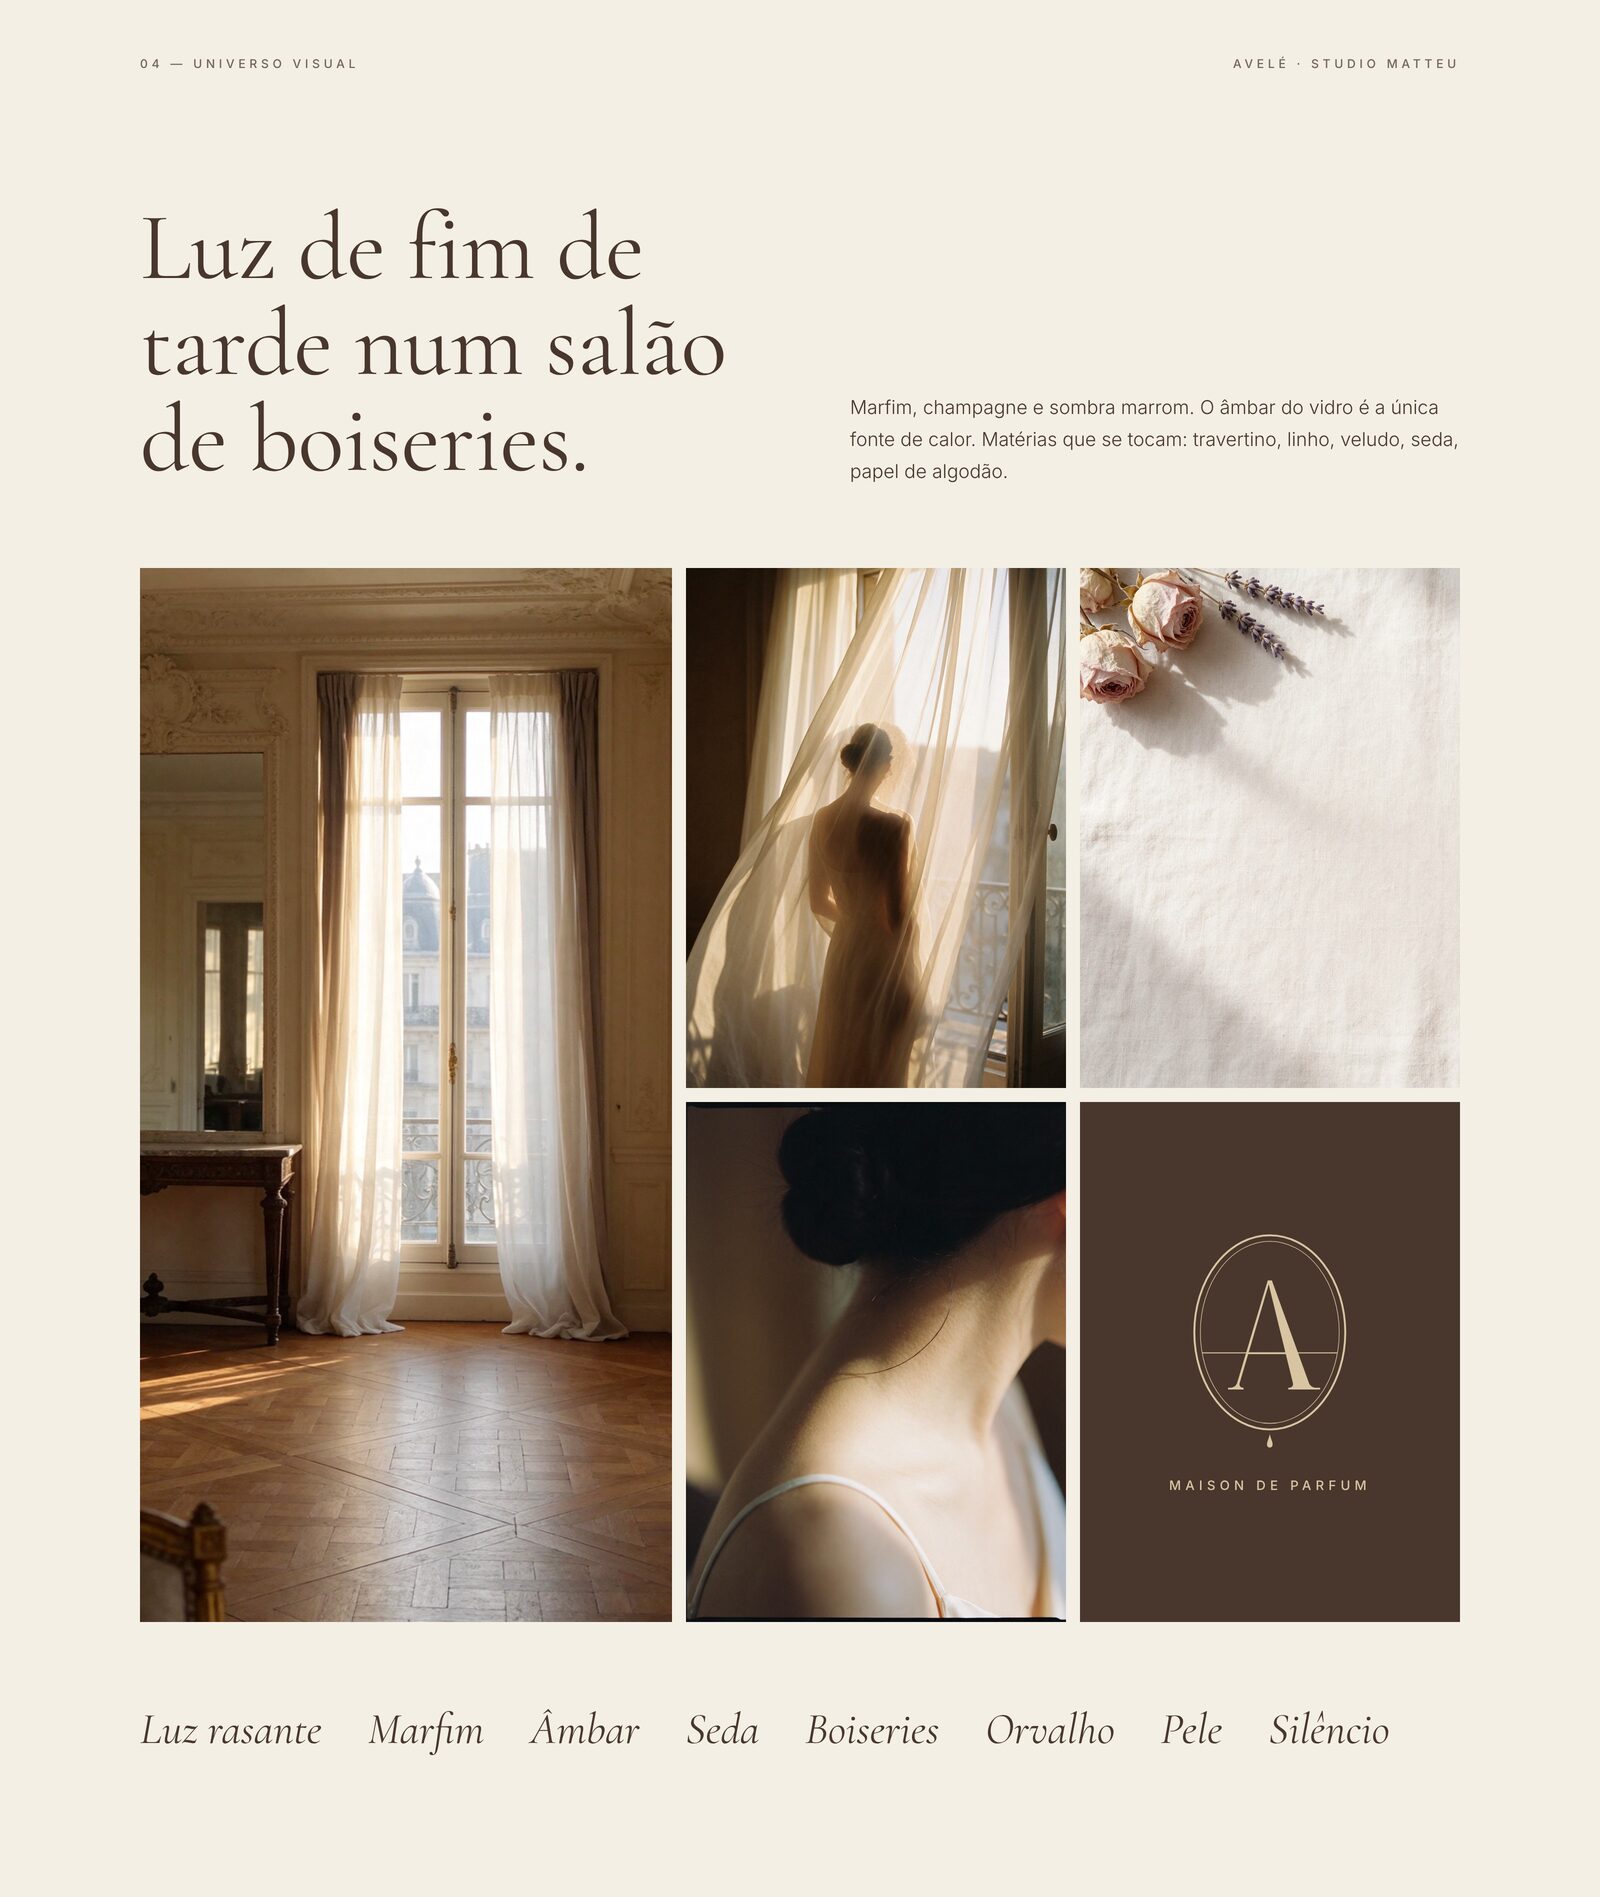 04 — UNIVERSO VISUAL
AVELÉ · STUDIO MATTEU
Luz de fim de
tarde num salão
de boiseries.
Marfim, champagne e sombra marrom. O âmbar do vidro é a única
fonte de calor. Matérias que se tocam: travertino, linho, veludo, seda,
papel de algodão.
A
MAISON DE PARFUM
Luz rasante Marfim Âmbar Seda Boiseries Orvalho Pele Silêncio